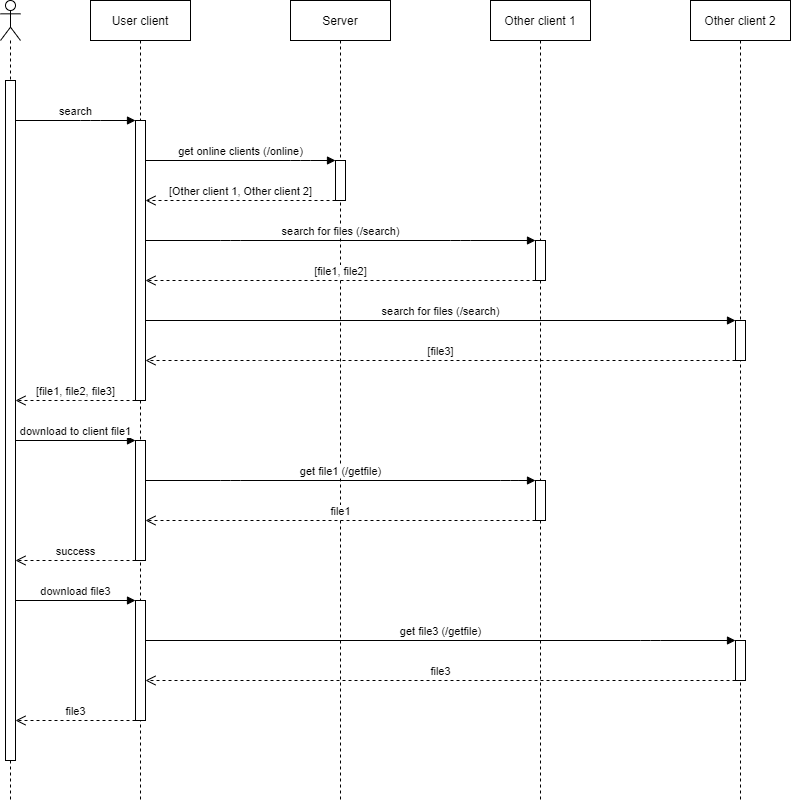 User client
Server
Other client 1
Other client 2
search
get online clients (/online)
[Other client 1, Other client 2]
search for files (/search)
[file1, file2]
search for files (/search)
[file3]
[file1, file2, file3]
download to client file1
get file1 (/getfile)
file1
success
download file3
get file3 (/getfile)
file3
file3